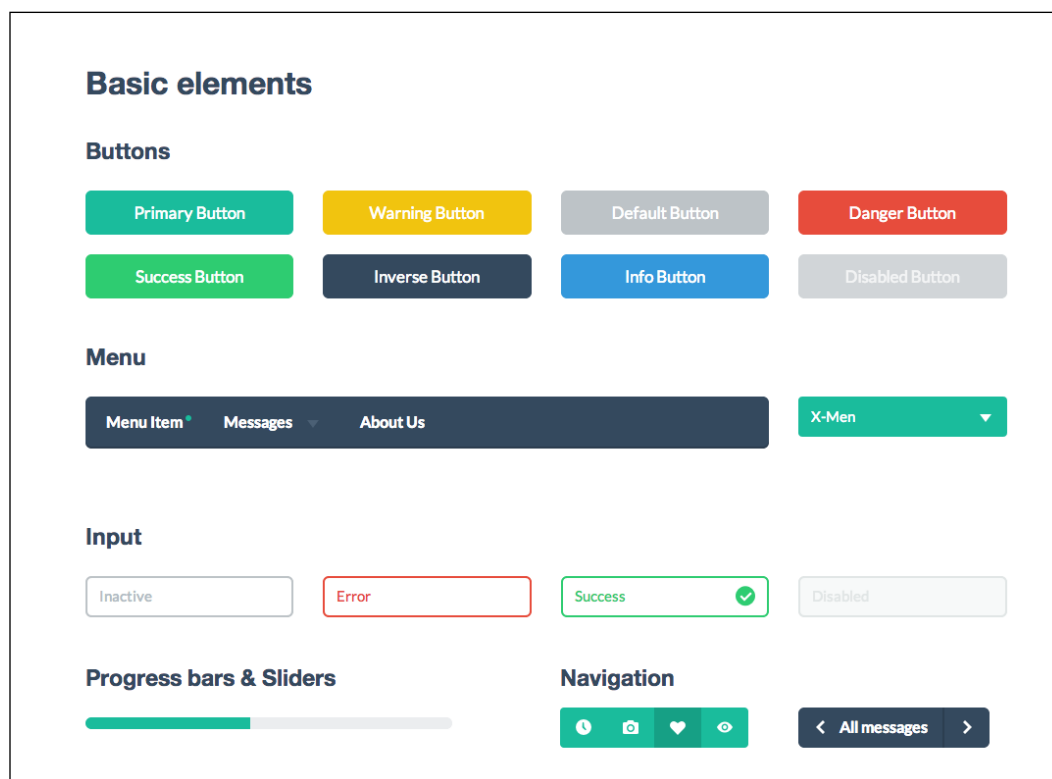 Basic elements
Buttons
Primary Button
Warning Button
Default Button
Danger Button
Success Button
Inverse Button
Info Button
Disabled Button
Menu
Menu Item
Messages
About Us
X-Men
Input
Inactive
Error
Success
Disabled
Progress bars & Sliders
Navigation
All messages